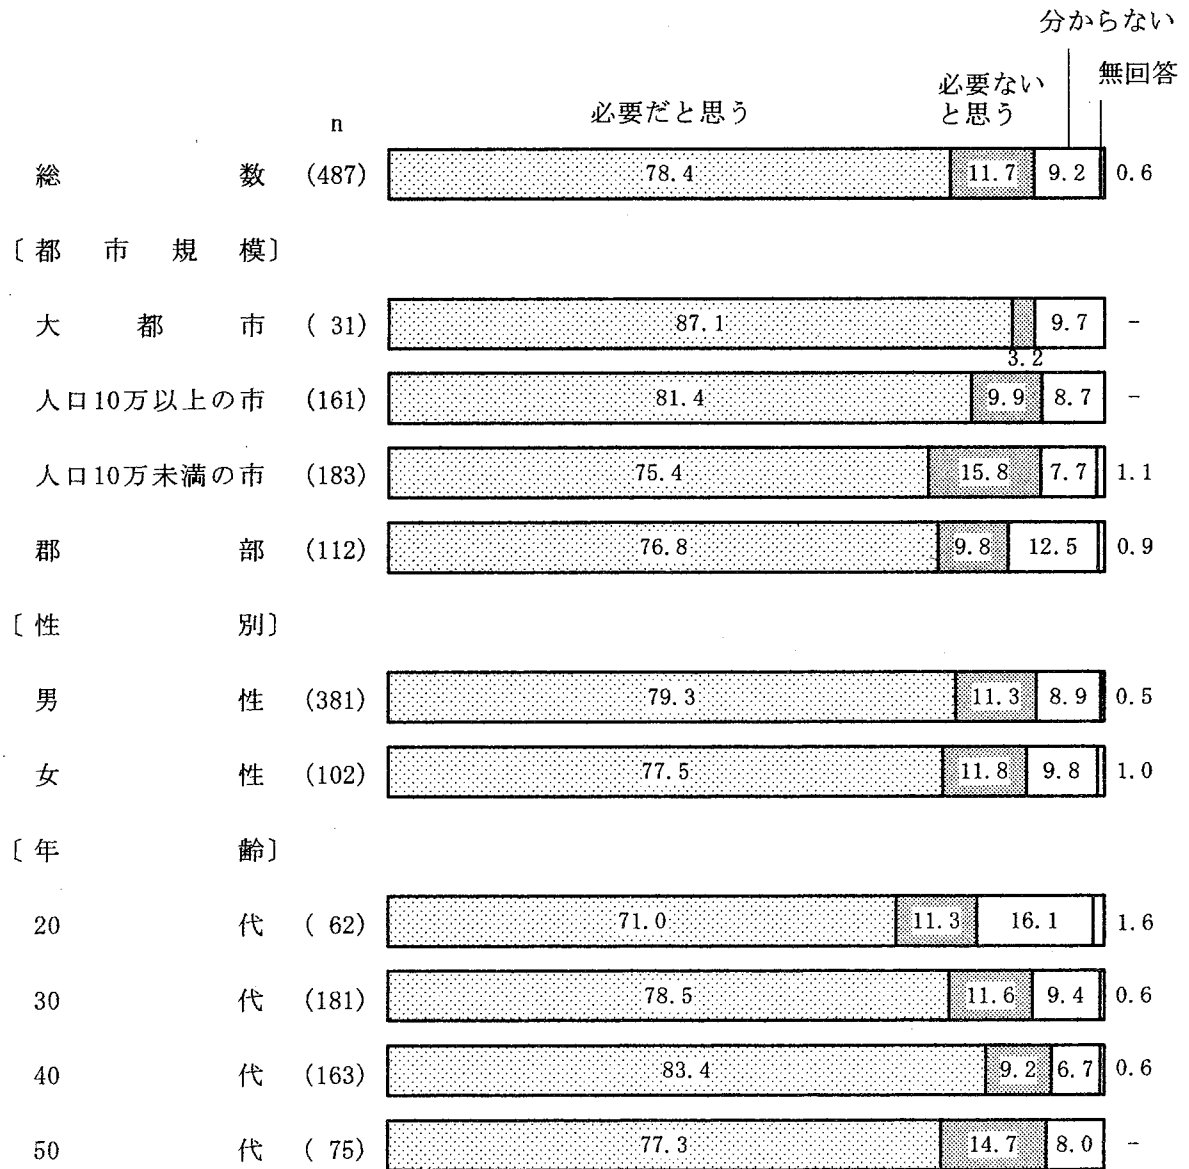 分からない
無回答
必要ない
と思う
必要だと思う
n
総数 (487) 78.4 11.7 9.2 0.6
〔都市規模〕
大都市 ( 31) 87.1 3.2 9.7 -
人口10万以上の市 (161) 81.4 9.9 8.7 -
人口10万未満の市 (183) 75.4 15.8 7.7 1.1
郡部 (112) 76.8 9.8 12.5 0.9
〔性別〕
男性 (381) 79.3 11.3 8.9 0.5
女性 (102) 77.5 11.8 9.8 1.0
〔年齢〕
20代 ( 62) 71.0 11.3 16.1 1.6
30代 (181) 78.5 11.6 9.4 0.6
40代 (163) 83.4 9.2 6.7 0.6
50代 ( 75) 77.3 14.7 8.0 -